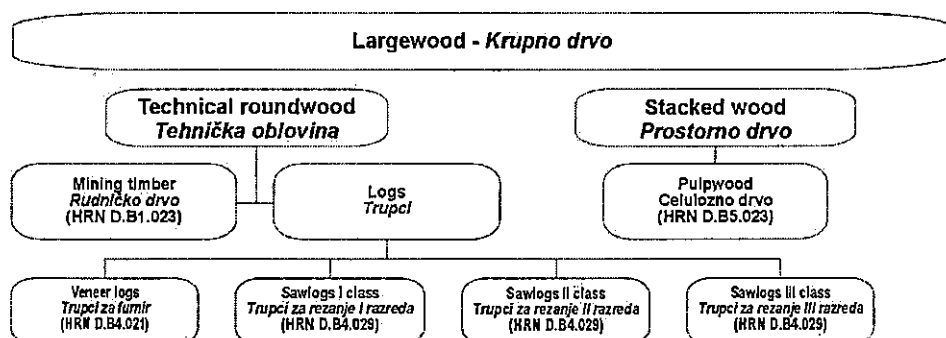 Largewood - Krupno drvo
Technical roundwood
Tehnička oblovina
Stacked wood
Prostorno drvo
Mining timber
Rudničko drvo
(HRN D.B1.023)
Logs
Trupci
Pulpwood
Celulozno drvo
(HRN D.B5.023)
Veneer logs
Trupci za furnir
(HRN D.B4.021)
Sawlogs I class
Trupci za rezanje I razreda
(HRN D.B4.029)
Sawlogs II class
Trupci za rezanje II razreda
(HRN D.B4.029)
Sawlogs III class
Trupci za rezanje III razreda
(HRN D.B4.029)